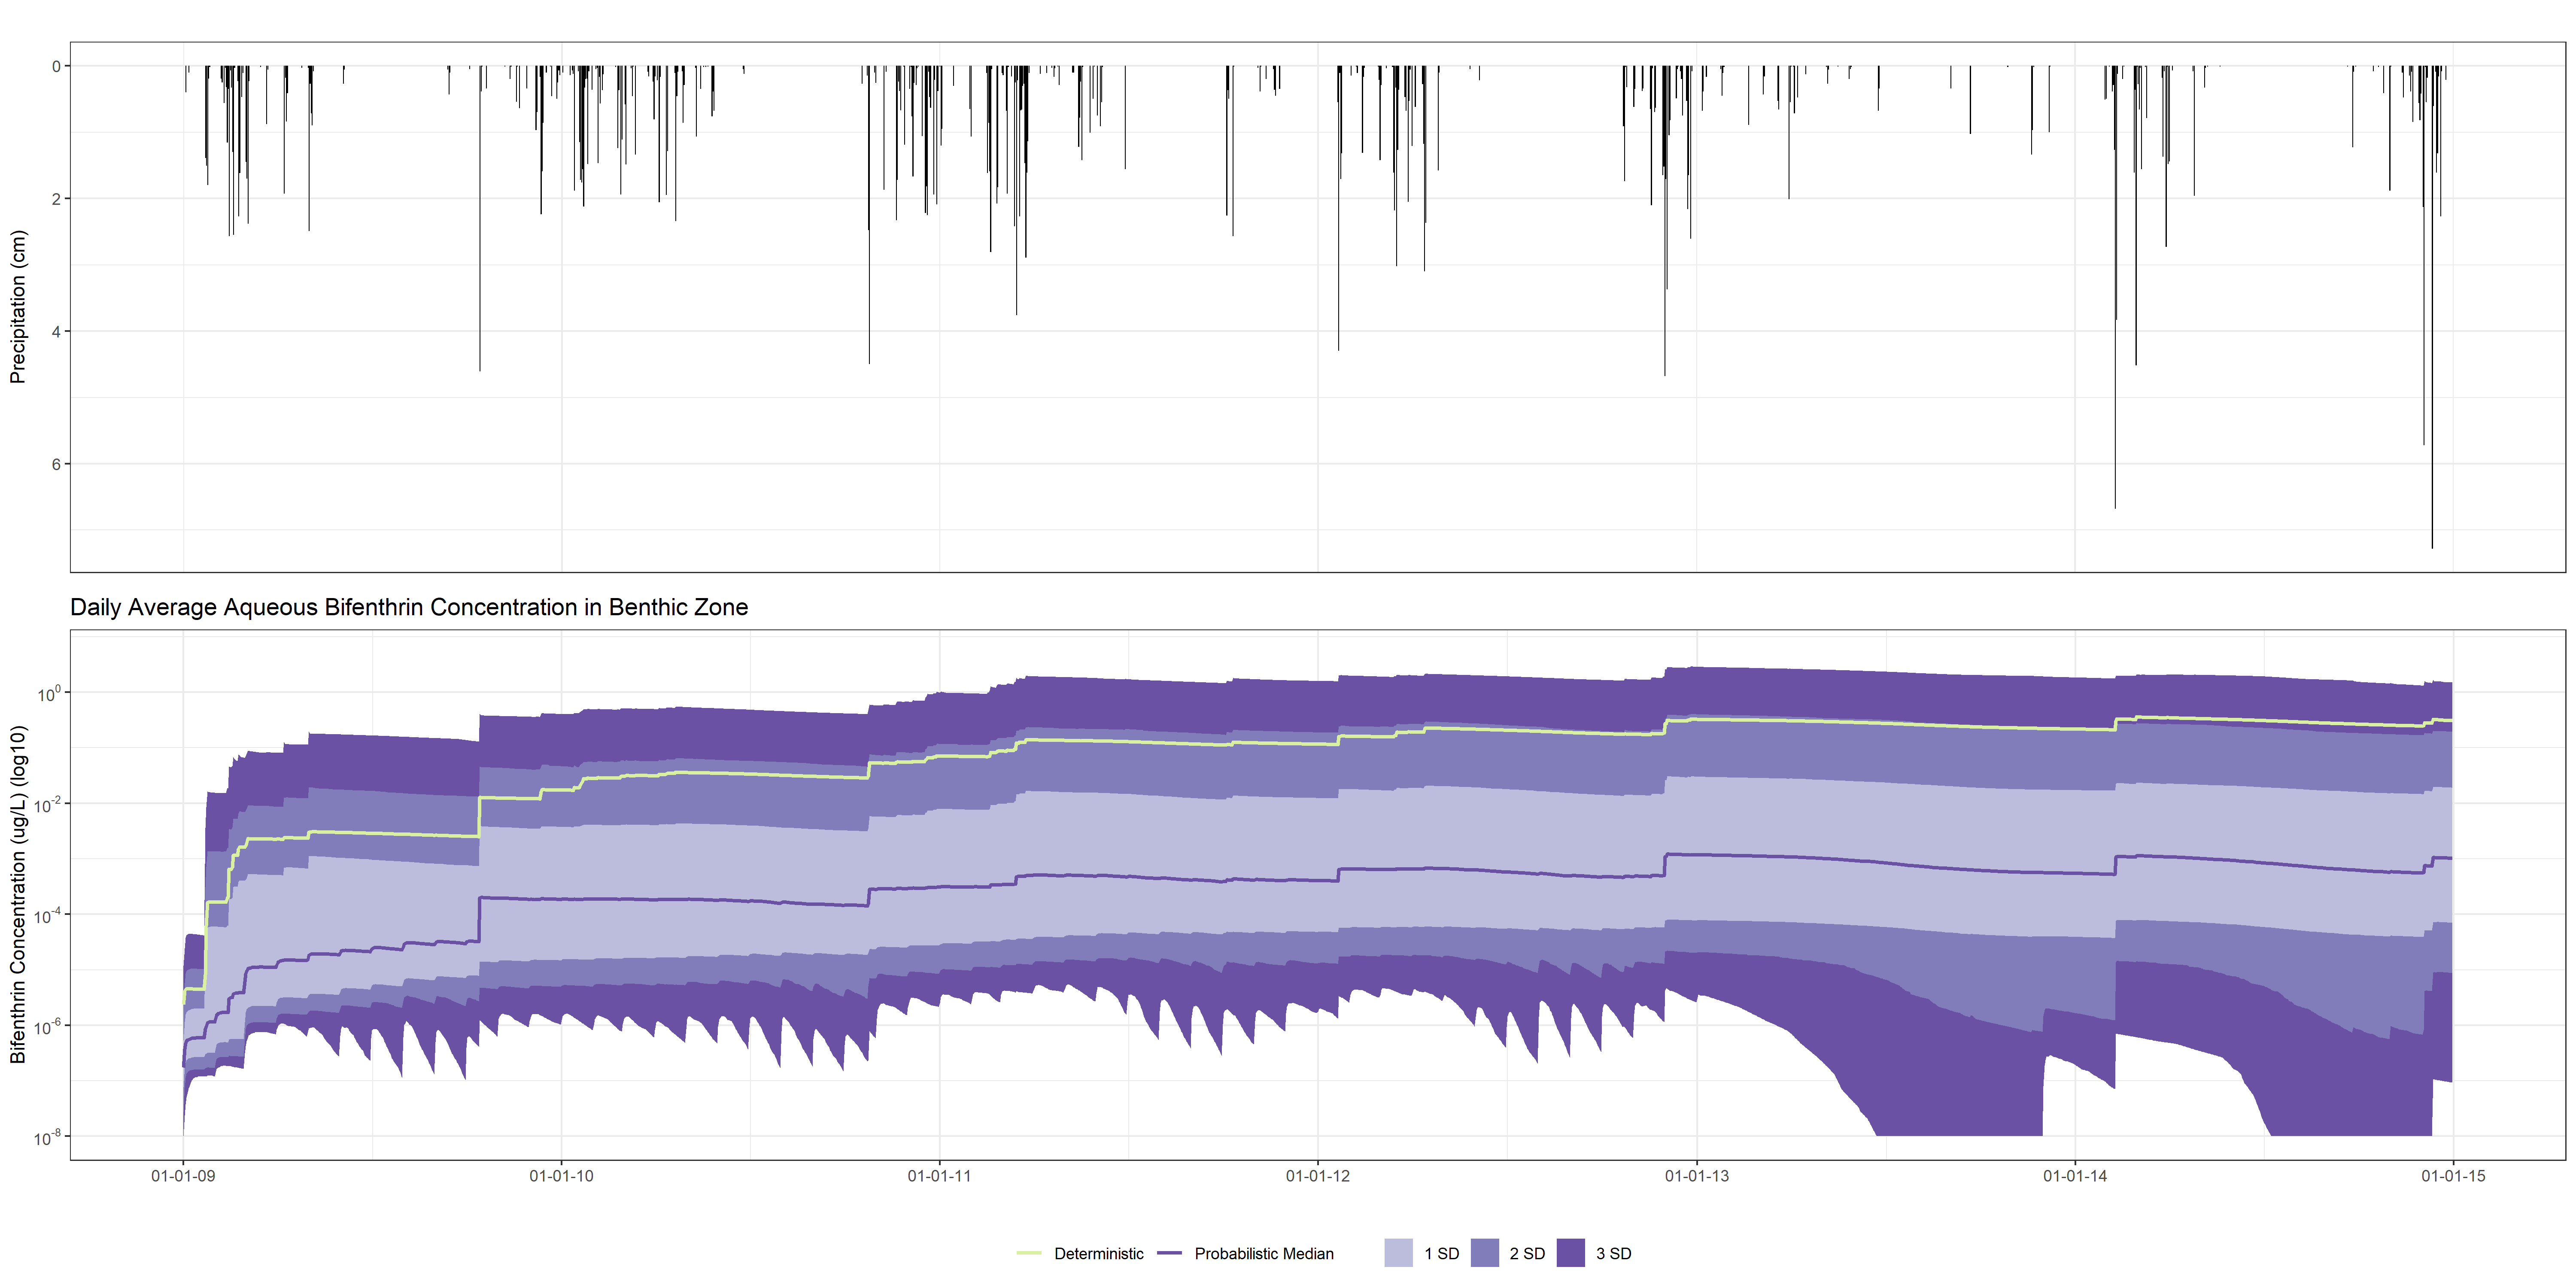 0
2
4
6
Precipitation (cm)
Daily Average Aqueous Bifenthrin Concentration in Benthic Zone
10^0
10^-2
10^-4
10^-6
10^-8
Bifenthrin Concentration (ug/L) (log10)
01-01-09 01-01-10 01-01-11 01-01-12 01-01-13 01-01-14 01-01-15
Deterministic Probabilistic Median 1 SD 2 SD 3 SD